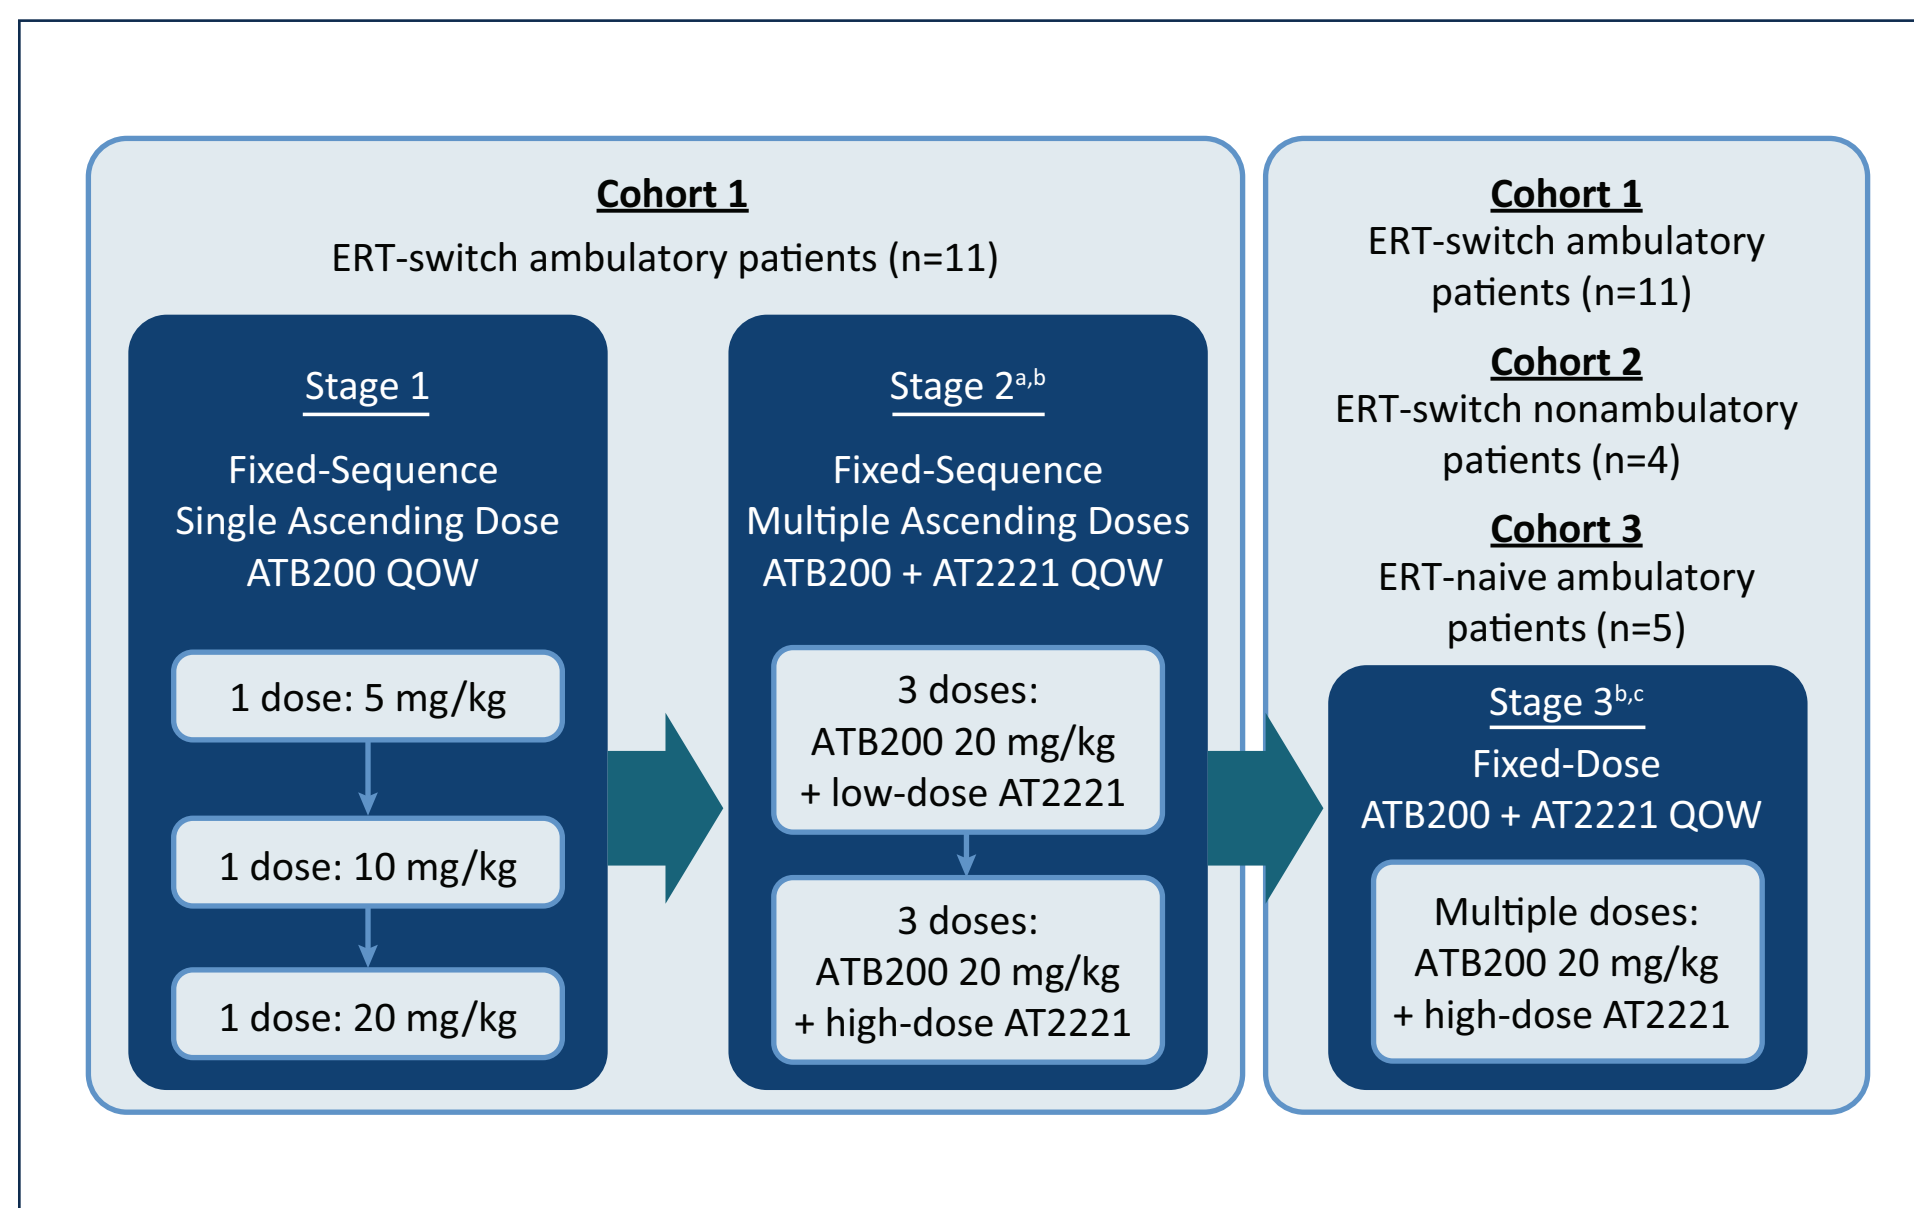 Cohort 1
ERT-switch ambulatory patients (n=11)
Stage 1
Fixed-Sequence
Single Ascending Dose
ATB200 QOW
1 dose: 5 mg/kg
1 dose: 10 mg/kg
1 dose: 20 mg/kg
Stage 2a,b
Fixed-Sequence
Multiple Ascending Doses
ATB200 + AT2221 QOW
3 doses:
ATB200 20 mg/kg
+ low-dose AT2221
3 doses:
ATB200 20 mg/kg
+ high-dose AT2221
Cohort 1
ERT-switch ambulatory
patients (n=11)
Cohort 2
ERT-switch nonambulatory
patients (n=4)
Cohort 3
ERT-naive ambulatory
patients (n=5)
Stage 3b,c
Fixed-Dose
ATB200 + AT2221 QOW
Multiple doses:
ATB200 20 mg/kg
+ high-dose AT2221